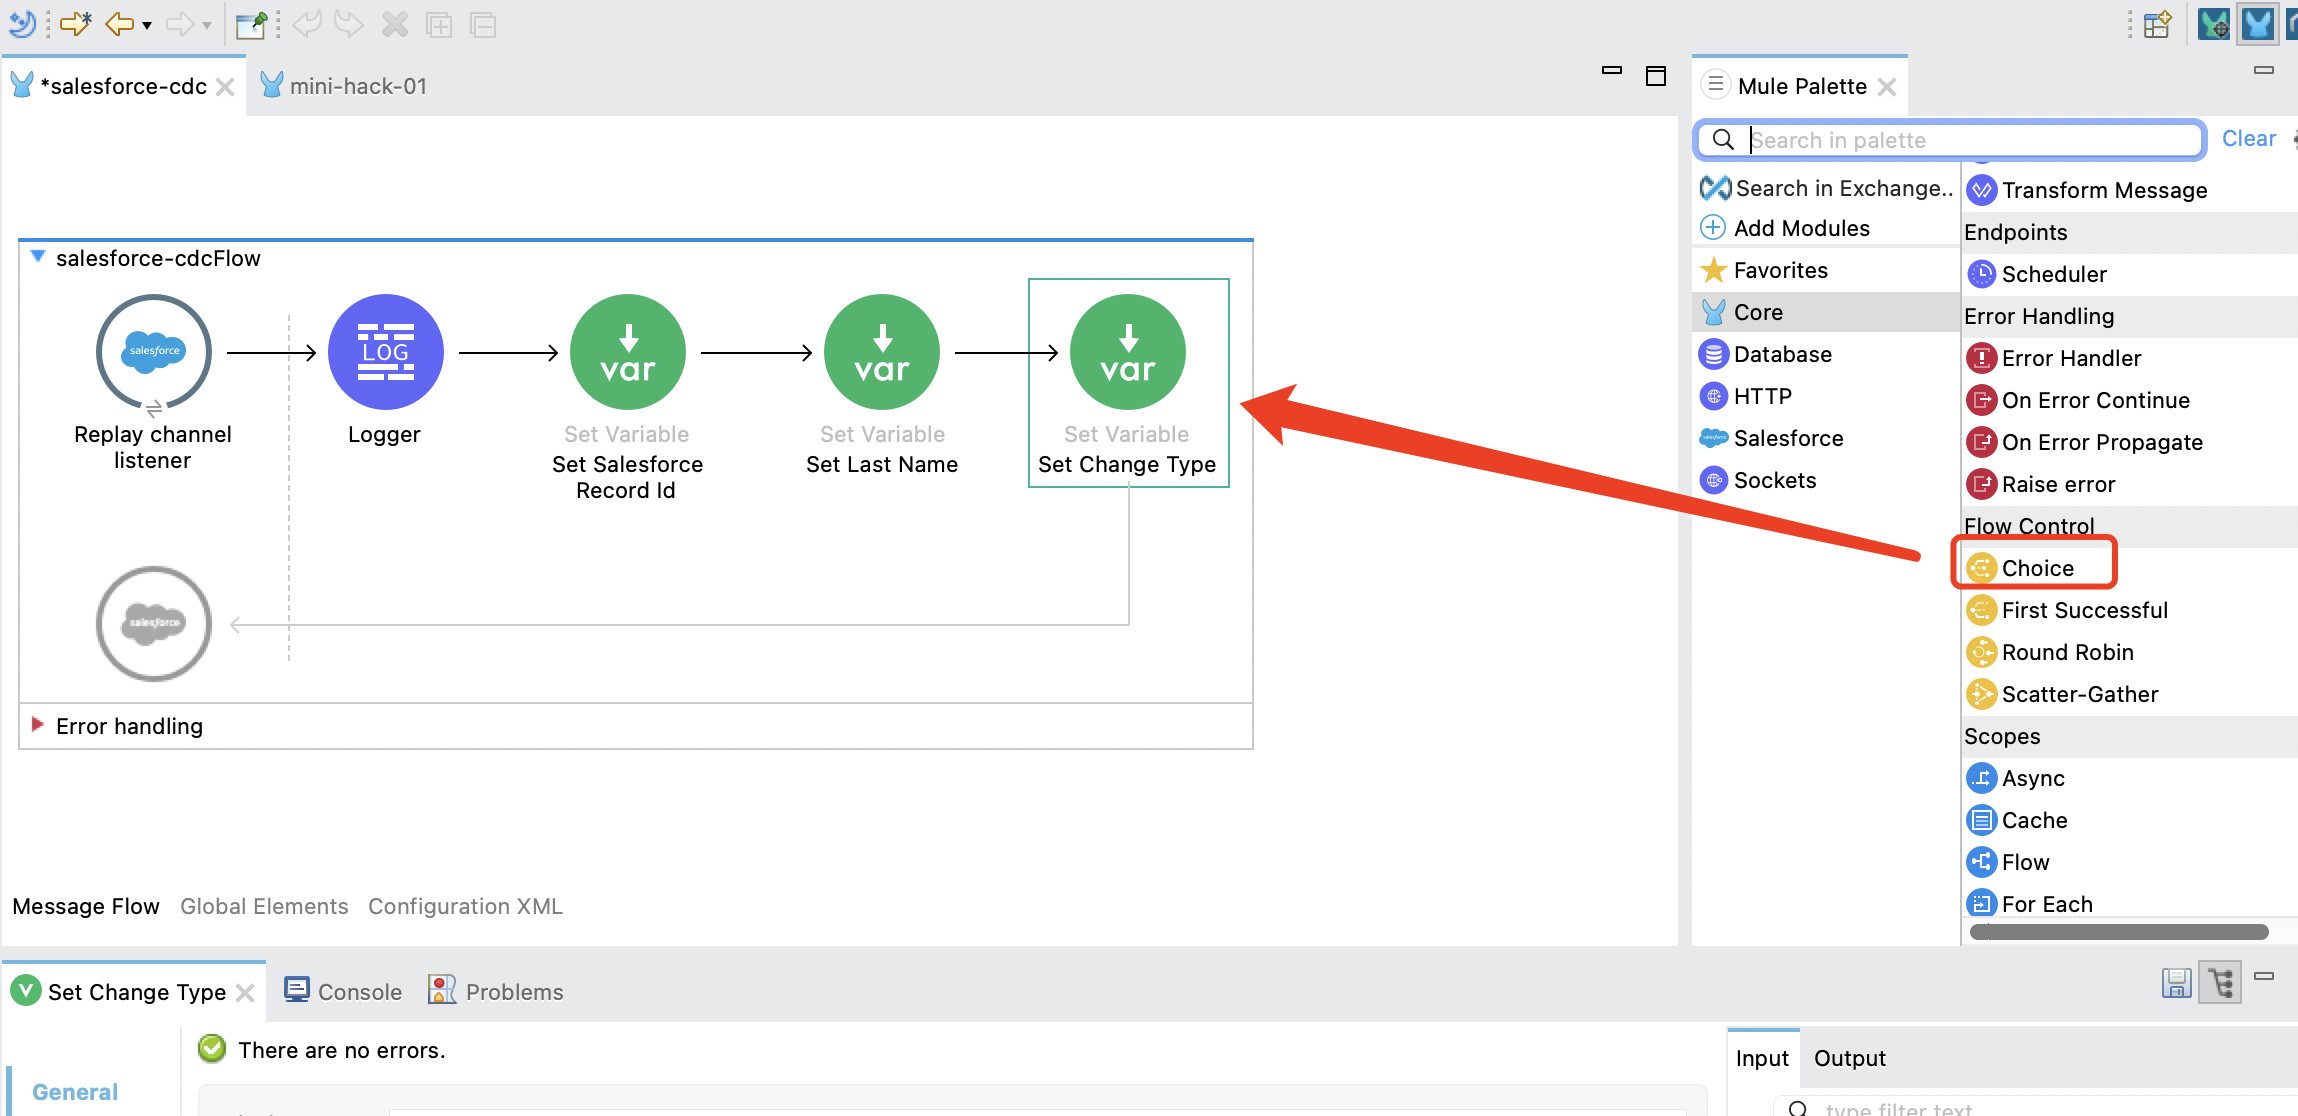 *salesforce-cdc
mini-hack-01
Mule Palette
Search in palette
Clear
Search in Exchange..
Add Modules
Favorites
Core
Database
HTTP
Salesforce
Sockets
Transform Message
Endpoints
Scheduler
Error Handling
Error Handler
On Error Continue
On Error Propagate
Raise error
Flow Control
Choice
First Successful
Round Robin
Scatter-Gather
Scopes
Async
Cache
Flow
For Each
salesforce-cdcFlow
salesforce
LOG
var
var
var
Replay channel
listener
Logger
Set Variable
Set Salesforce
Record Id
Set Variable
Set Last Name
Set Variable
Set Change Type
salesforce
Error handling
Message Flow
Global Elements
Configuration XML
Set Change Type
Console
Problems
There are no errors.
General
Input
Output
type filter text